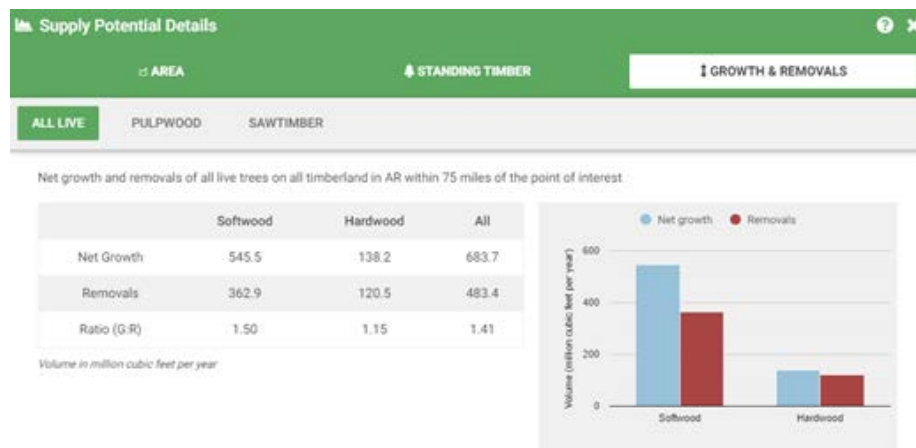 Supply Potential Details
AREA
STANDING TIMBER
GROWTH & REMOVALS
ALL LIVE PULPWOOD SAWTIMBER
Net growth and removals of all live trees on all timberland in AR within 75 miles of the point of interest
Softwood Hardwood All
Net Growth 545.5 138.2 683.7
Removals 362.9 120.5 483.4
Ratio (G:R) 1.50 1.15 1.41
Volume in million cubic feet per year
Net growth Removals
Volume (million cubic feet per year)
600
400
200
0
Softwood Hardwood